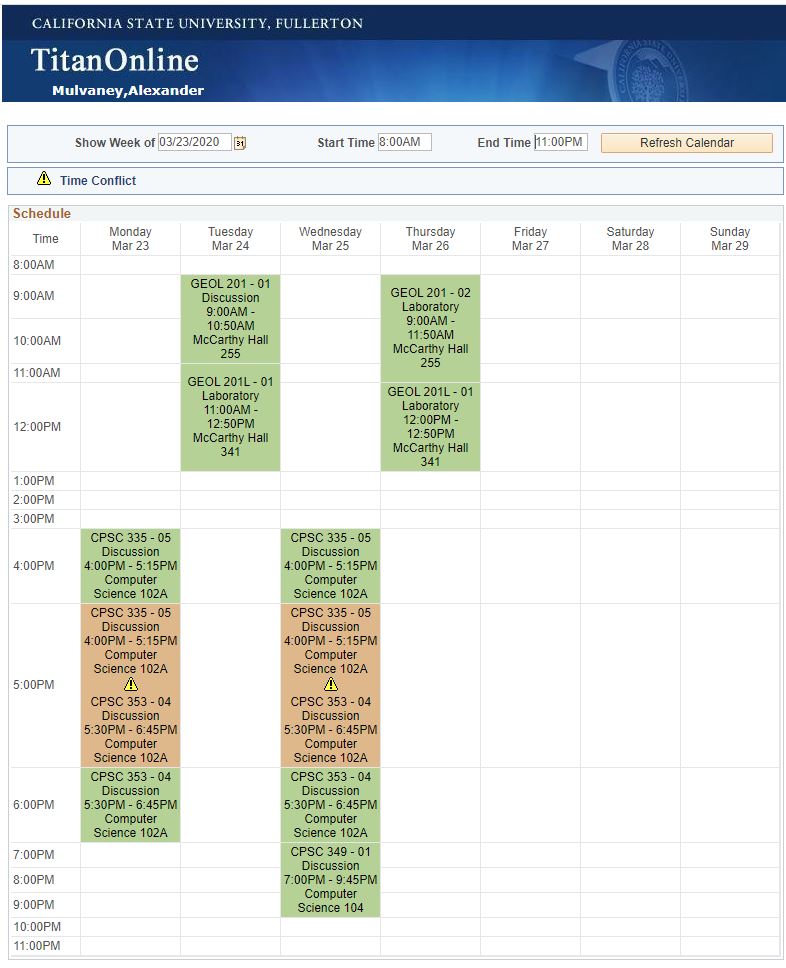 CALIFORNIA STATE UNIVERSITY, FULLERTON
TitanOnline
Mulvaney,Alexander
Show Week of 03/23/2020 31 Start Time 8:00AM End Time 11:00PM Refresh Calendar
Time Conflict
Schedule
Time
Monday
Mar 23
Tuesday
Mar 24
Wednesday
Mar 25
Thursday
Mar 26
Friday
Mar 27
Saturday
Mar 28
Sunday
Mar 29
8:00AM
9:00AM
GEOL 201 - 01
Discussion
9:00AM -
10:50AM
McCarthy Hall
255
GEOL 201 - 02
Laboratory
9:00AM -
11:50AM
McCarthy Hall
255
10:00AM
11:00AM
GEOL 201L - 01
Laboratory
11:00AM -
12:50PM
McCarthy Hall
341
12:00PM
GEOL 201L - 01
Laboratory
12:00PM -
12:50PM
McCarthy Hall
341
1:00PM
2:00PM
3:00PM
4:00PM
CPSC 335 - 05
Discussion
4:00PM - 5:15PM
Computer
Science 102A
CPSC 335 - 05
Discussion
4:00PM - 5:15PM
Computer
Science 102A
5:00PM
CPSC 335 - 05
Discussion
4:00PM - 5:15PM
Computer
Science 102A
CPSC 353 - 04
Discussion
5:30PM - 6:45PM
Computer
Science 102A
CPSC 335 - 05
Discussion
4:00PM - 5:15PM
Computer
Science 102A
CPSC 353 - 04
Discussion
5:30PM - 6:45PM
Computer
Science 102A
6:00PM
CPSC 353 - 04
Discussion
5:30PM - 6:45PM
Computer
Science 102A
CPSC 353 - 04
Discussion
5:30PM - 6:45PM
Computer
Science 102A
7:00PM
CPSC 349 - 01
Discussion
7:00PM - 9:45PM
Computer
Science 104
8:00PM
9:00PM
10:00PM
11:00PM